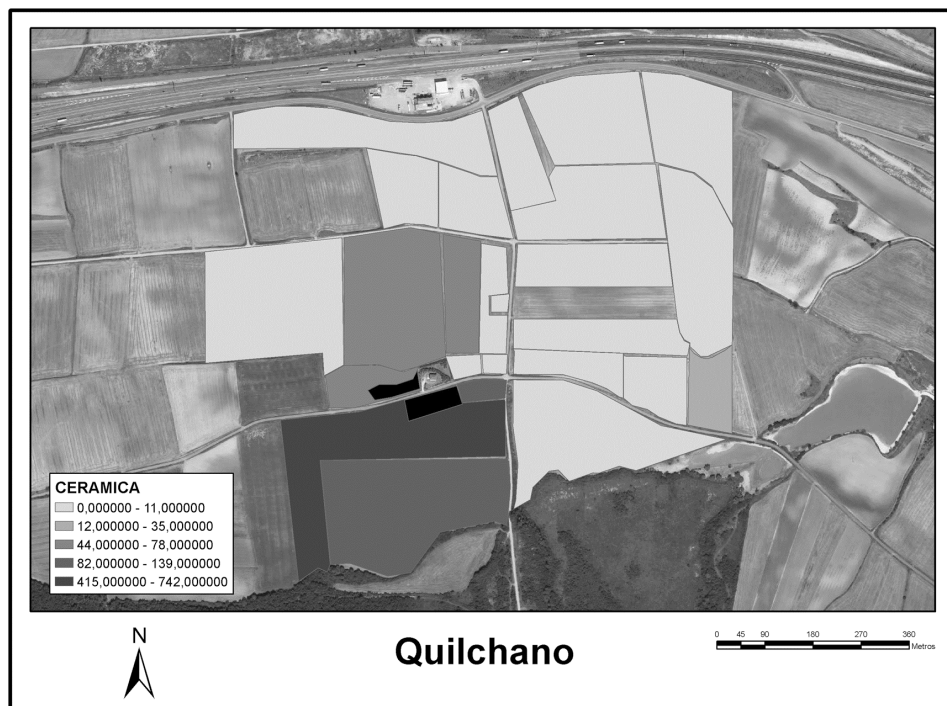 CERAMICA
0,000000 - 11,000000
12,000000 - 35,000000
44,000000 - 78,000000
82,000000 - 139,000000
415,000000 - 742,000000
N
Quilchano
0 45 90 180 270 360
Metros